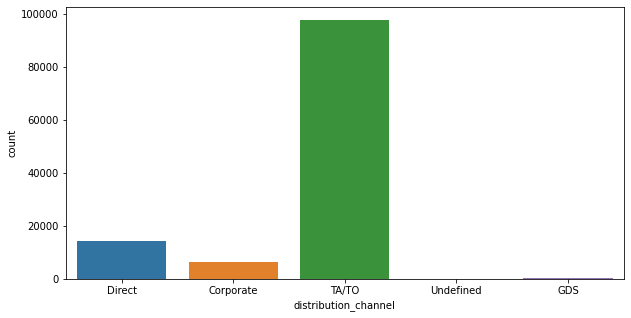 100000
80000
60000
40000
20000
0
count
Direct Corporate TA/TO Undefined GDS
distribution_channel